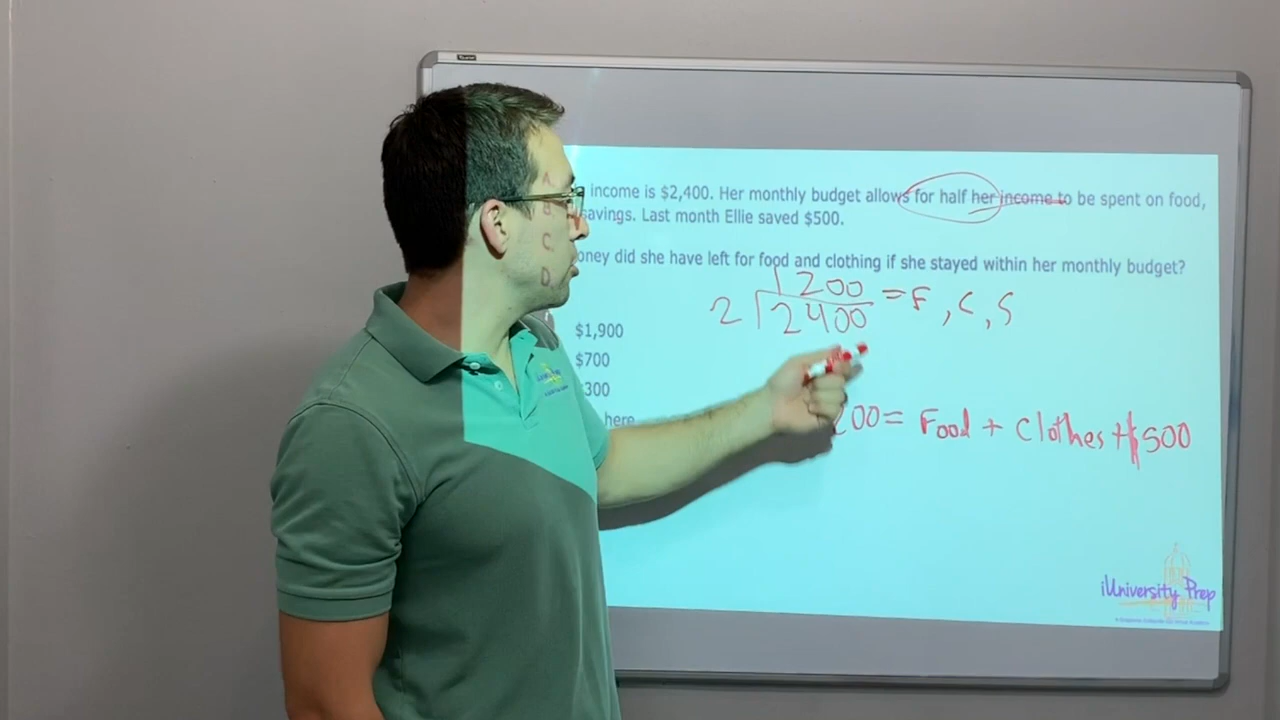 income is $2,400. Her monthly budget allows for half her income to be spent on food,
savings. Last month Ellie saved $500.
oney did she have left for food and clothing if she stayed within her monthly budget?
1200
2 2400 = F, C, S
$1,900
$700
300
here
200 = Food + Clothes + $500
A
B
C
D
iUniversity Prep